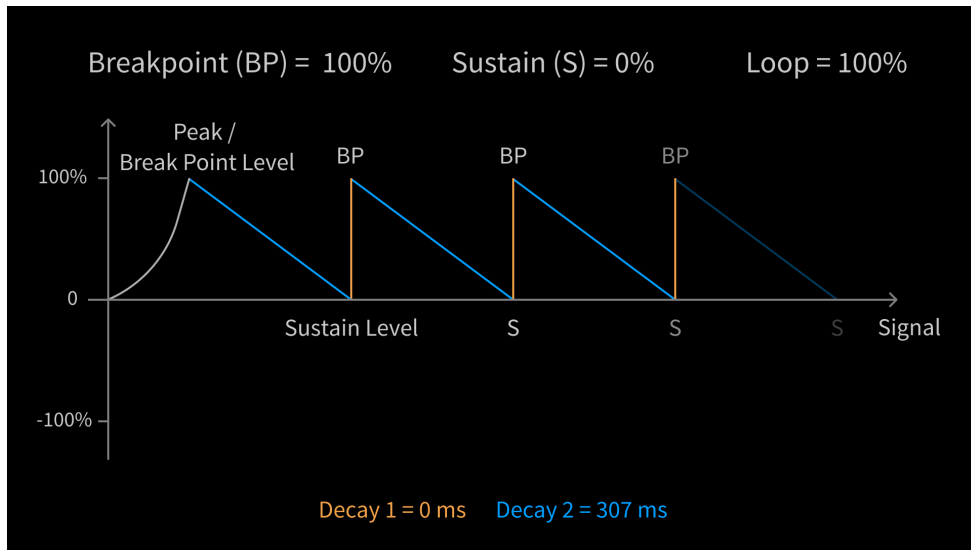 Breakpoint (BP) = 100%
Sustain (S) = 0%
Loop = 100%
Peak /
Break Point Level
BP
BP
BP
100%
0
Sustain Level
S
S
S
Signal
-100%
Decay 1 = 0 ms
Decay 2 = 307 ms